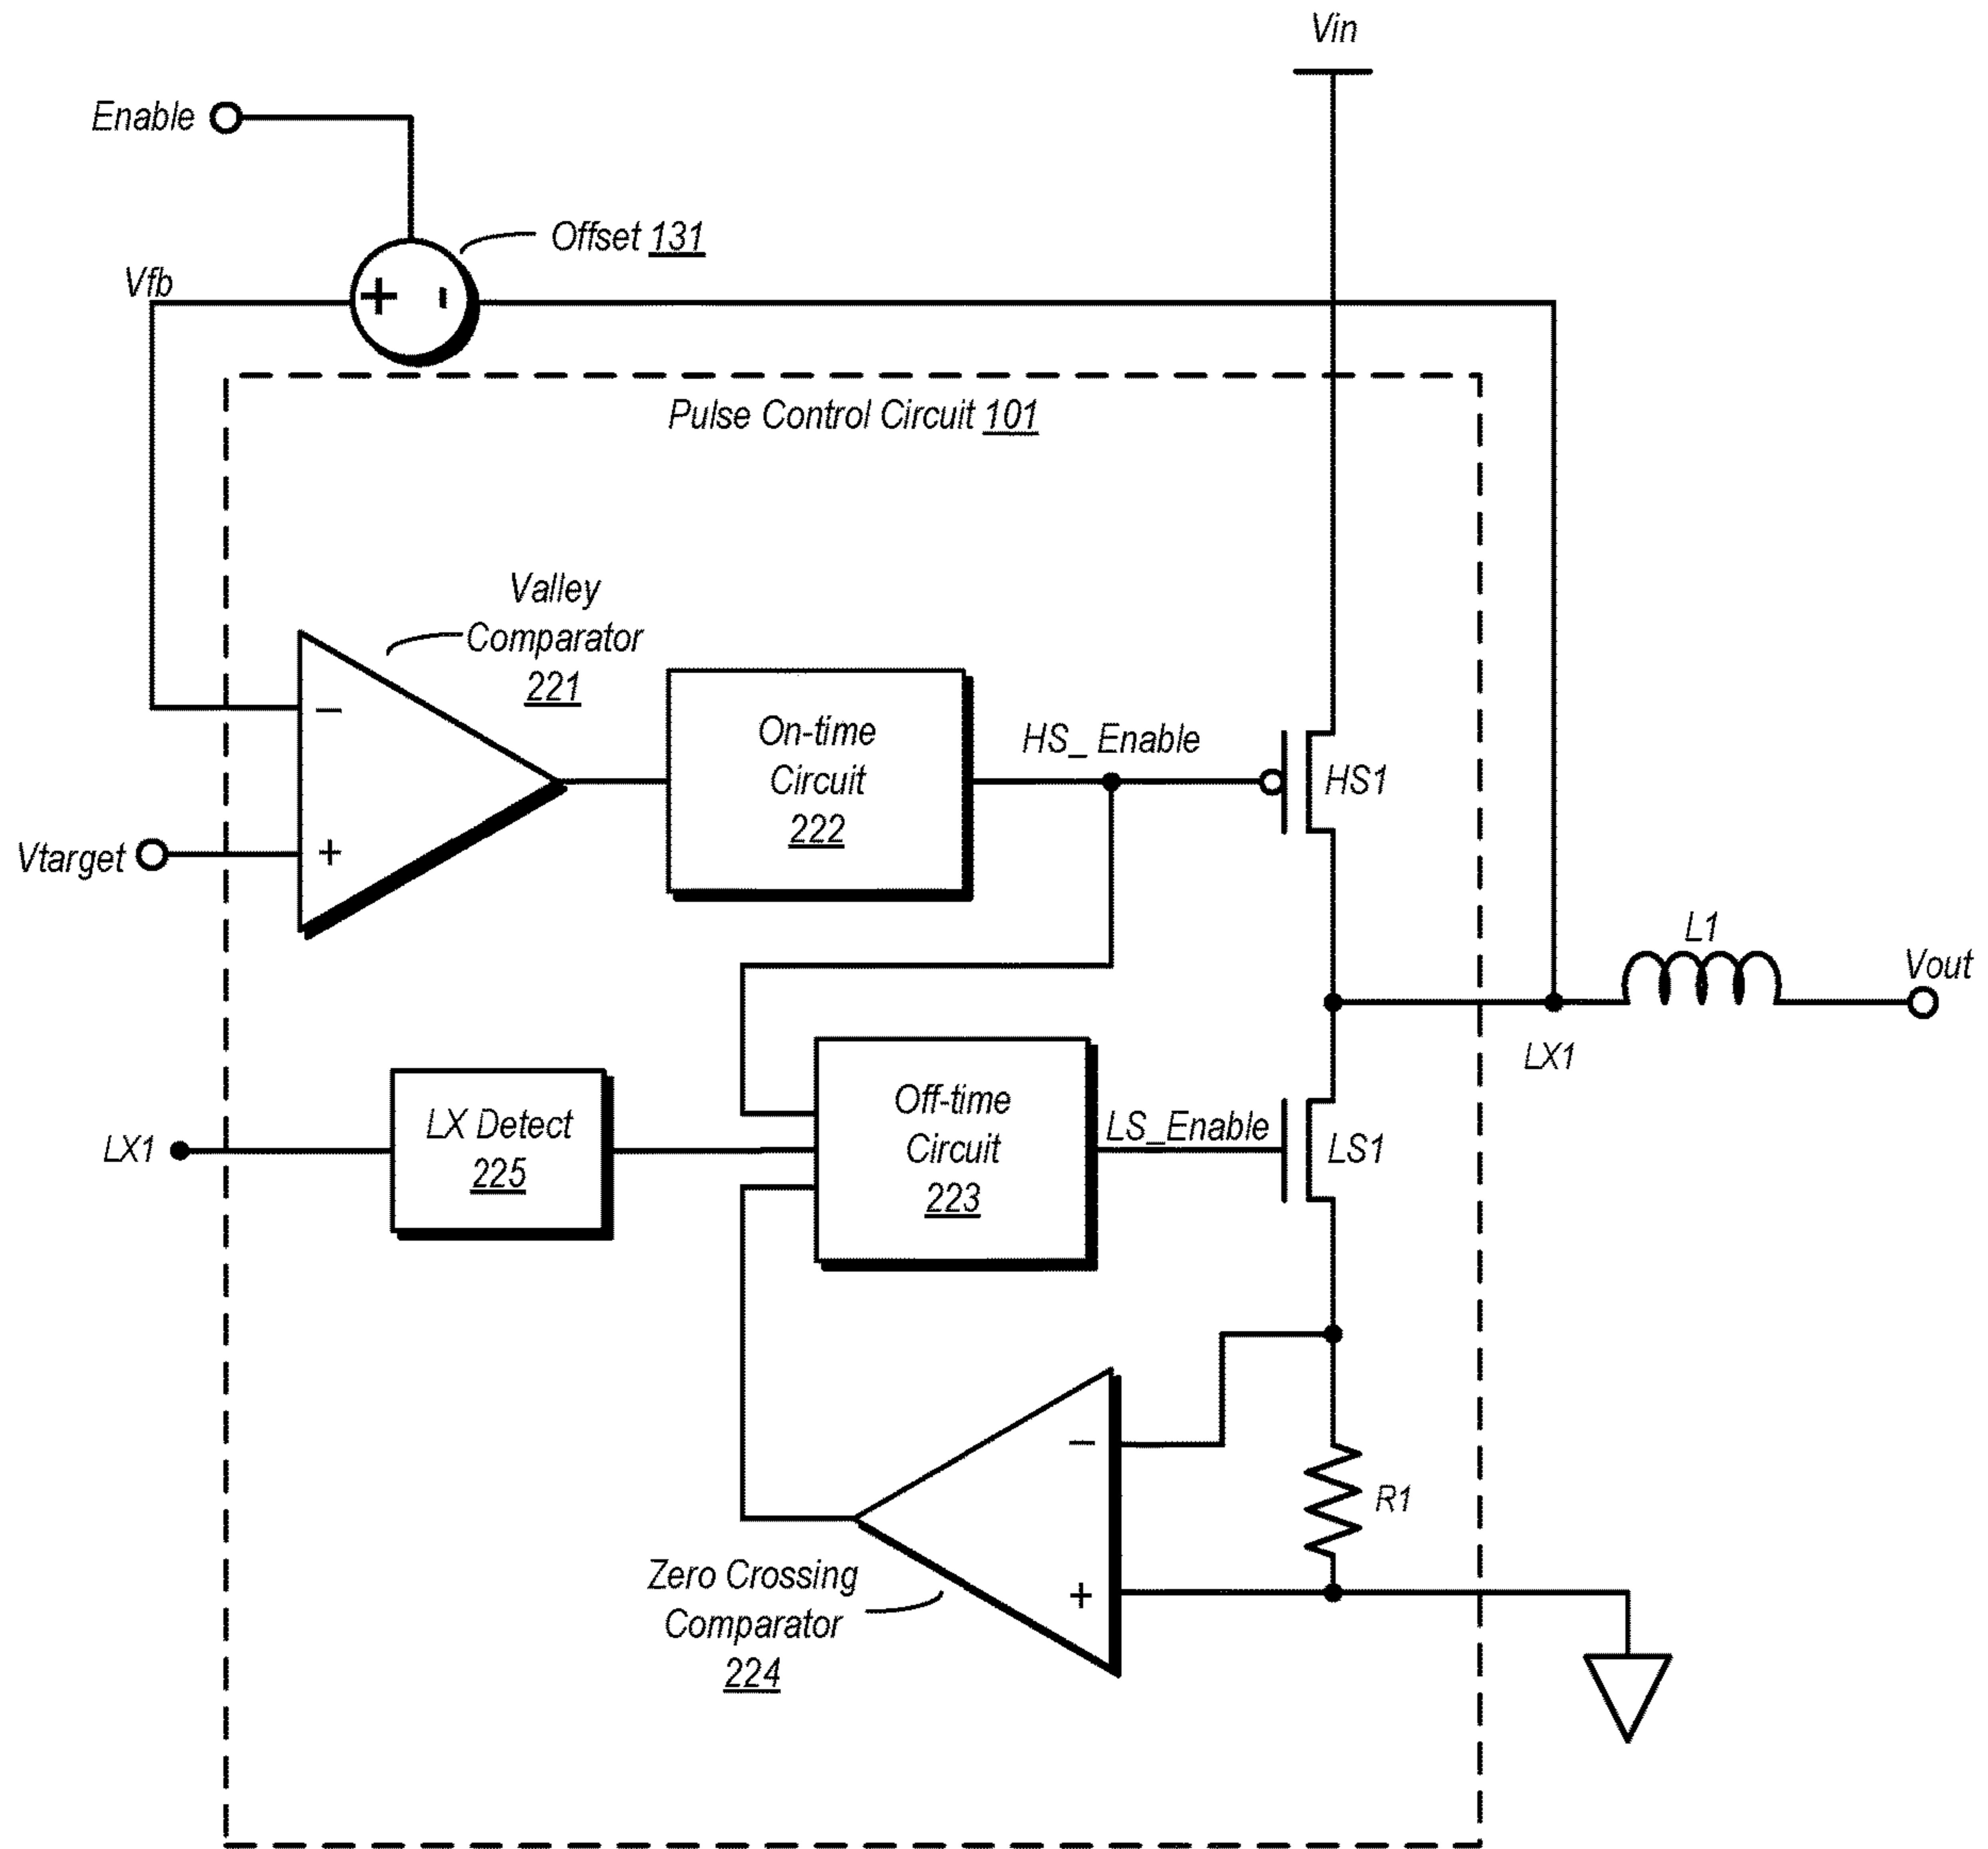 Vin
Enable
Offset 131
Vfb
+ -
Pulse Control Circuit 101
Valley
Comparator
221
−
On-time
Circuit
222
HS_ Enable
HS1
Vtarget
+
L1
Vout
LX1
LX1
LX Detect
225
Off-time
Circuit
223
LS_Enable
LS1
−
R1
+
Zero Crossing
Comparator
224